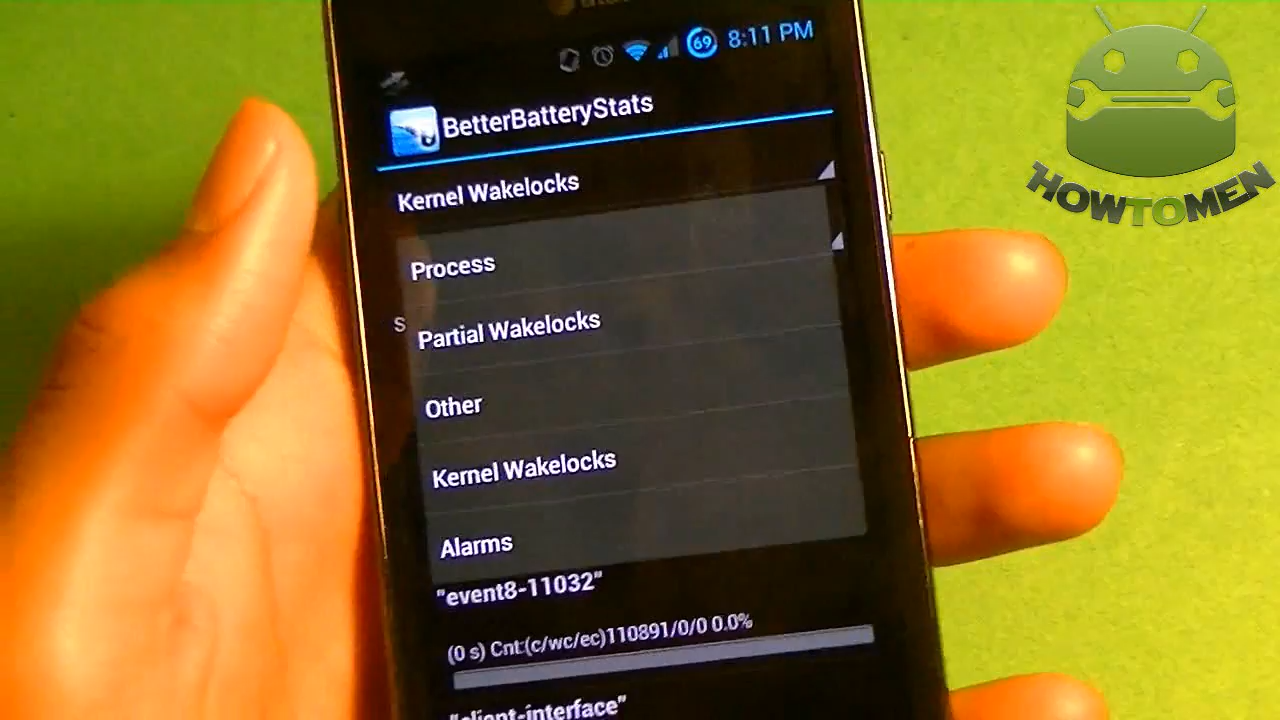 69 8:11 PM
BetterBatteryStats
Kernel Wakelocks
Process
S
Partial Wakelocks
Other
Kernel Wakelocks
Alarms
"event8-11032"
(0 s) Cnt:(c/wc/ec)110891/0/0 0.0%
"client-interface"
HOWTOMEN